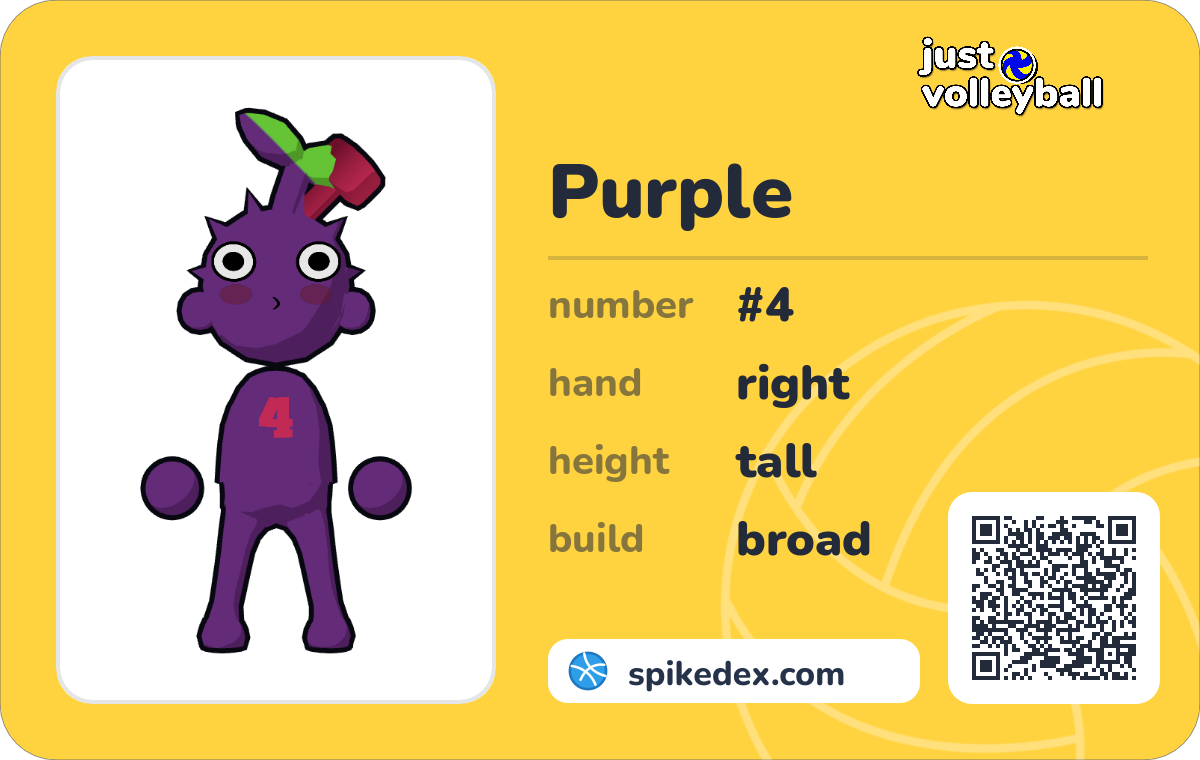 just
volleyball
Purple
number #4
hand right
height tall
build broad
4
spikedex.com